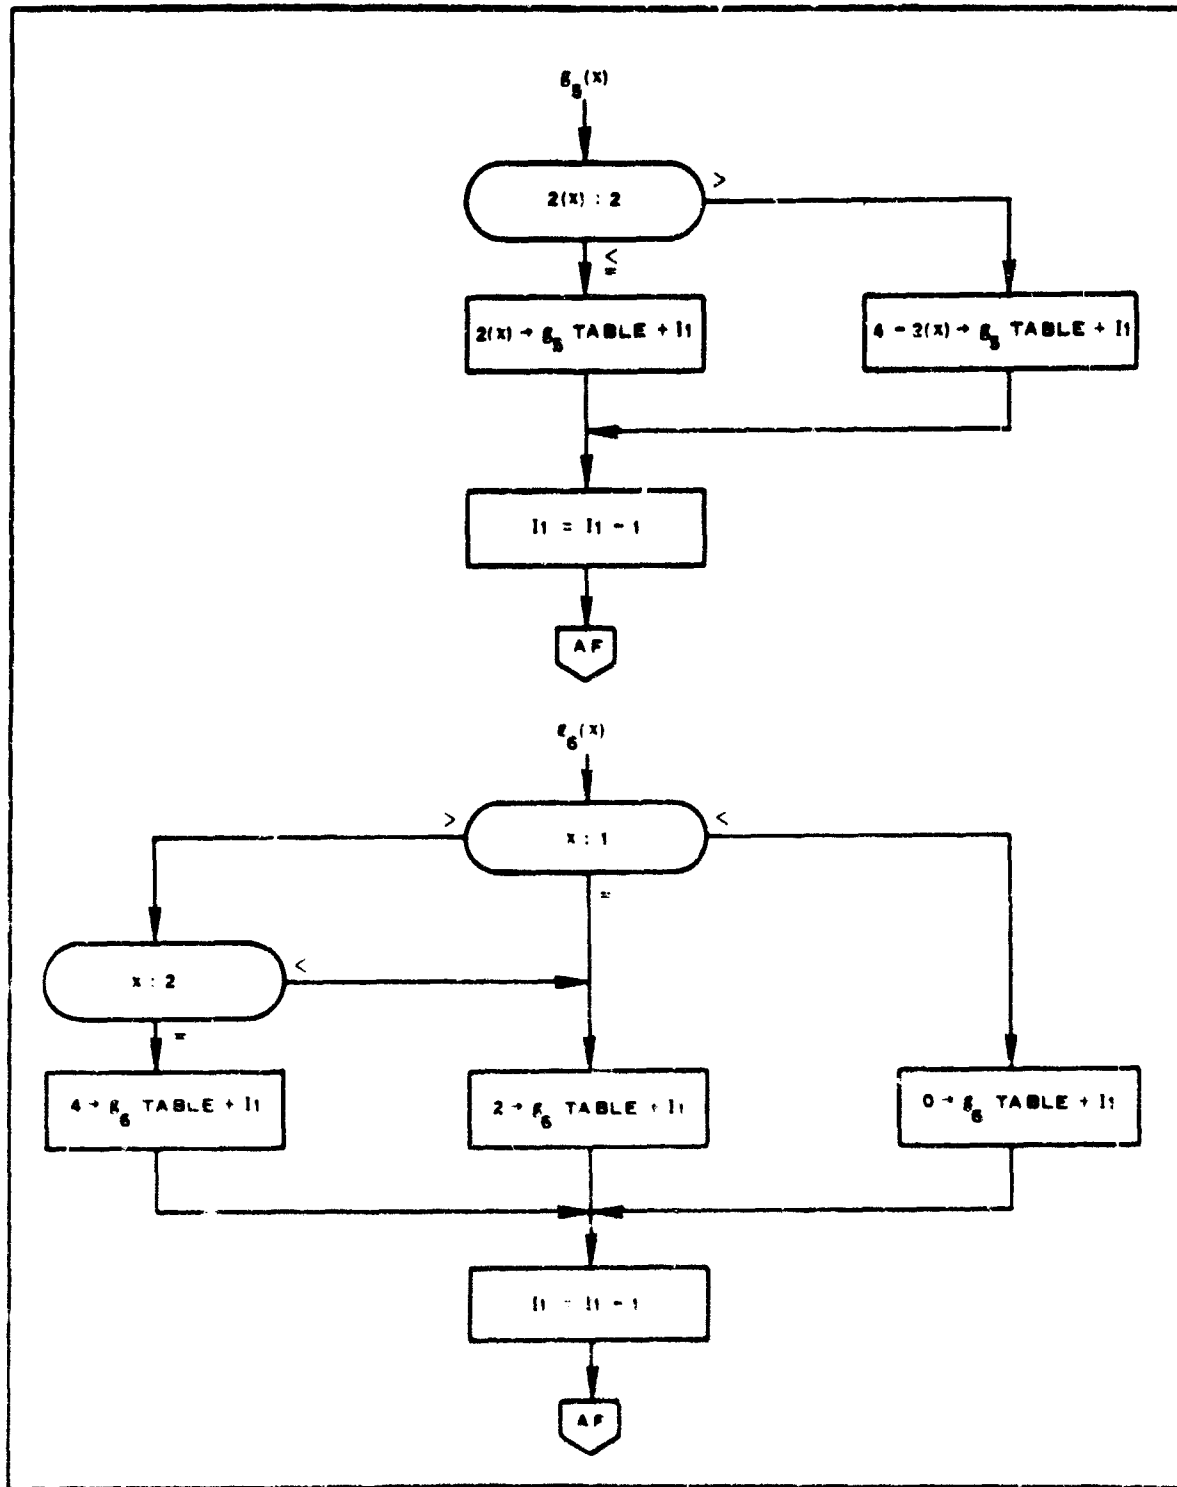 g5(x)
2(x) : 2
>
<
=
2(x) → g5 TABLE + I1
4 - 2(x) → g5 TABLE + I1
I1 = I1 - 1
AF
g6(x)
>
x : 1
<
=
x : 2
<
=
4 → g6 TABLE + I1
2 → g6 TABLE + I1
0 → g6 TABLE + I1
I1 = I1 - 1
AF